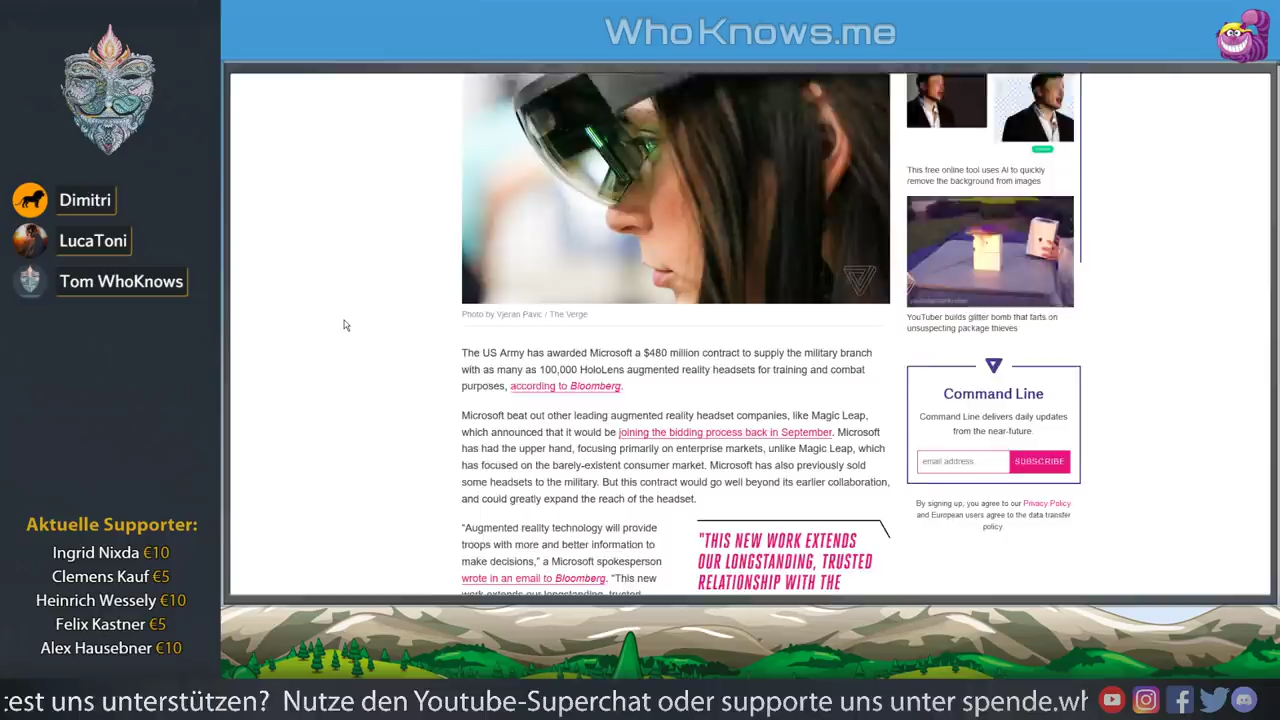 WhoKnows.me
Dimitri
LucaToni
Tom WhoKnows
Aktuelle Supporter:
Ingrid Nixda €10
Clemens Kauf €5
Heinrich Wessely €10
Felix Kastner €5
Alex Hausebner €10
Photo by Vjeran Pavic / The Verge
The US Army has awarded Microsoft a $480 million contract to supply the military branch
with as many as 100,000 HoloLens augmented reality headsets for training and combat
purposes, according to Bloomberg.
Microsoft beat out other leading augmented reality headset companies, like Magic Leap,
which announced that it would be joining the bidding process back in September. Microsoft
has had the upper hand, focusing primarily on enterprise markets, unlike Magic Leap, which
has focused on the barely-existent consumer market. Microsoft has also previously sold
some headsets to the military. But this contract would go well beyond its earlier collaboration,
and could greatly expand the reach of the headset.
“Augmented reality technology will provide
troops with more and better information to
make decisions,” a Microsoft spokesperson
wrote in an email to Bloomberg. “This new
work extends our longstanding, trusted
"THIS NEW WORK EXTENDS
OUR LONGSTANDING, TRUSTED
RELATIONSHIP WITH THE
This free online tool uses AI to quickly
remove the background from images
YouTuber builds glitter bomb that farts on
unsuspecting package thieves
Command Line
Command Line delivers daily updates
from the near-future.
email address
SUBSCRIBE
By signing up, you agree to our Privacy Policy
and European users agree to the data transfer
policy.
est uns unterstützen? Nutze den Youtube-Superchat oder supporte uns unter spende.wh